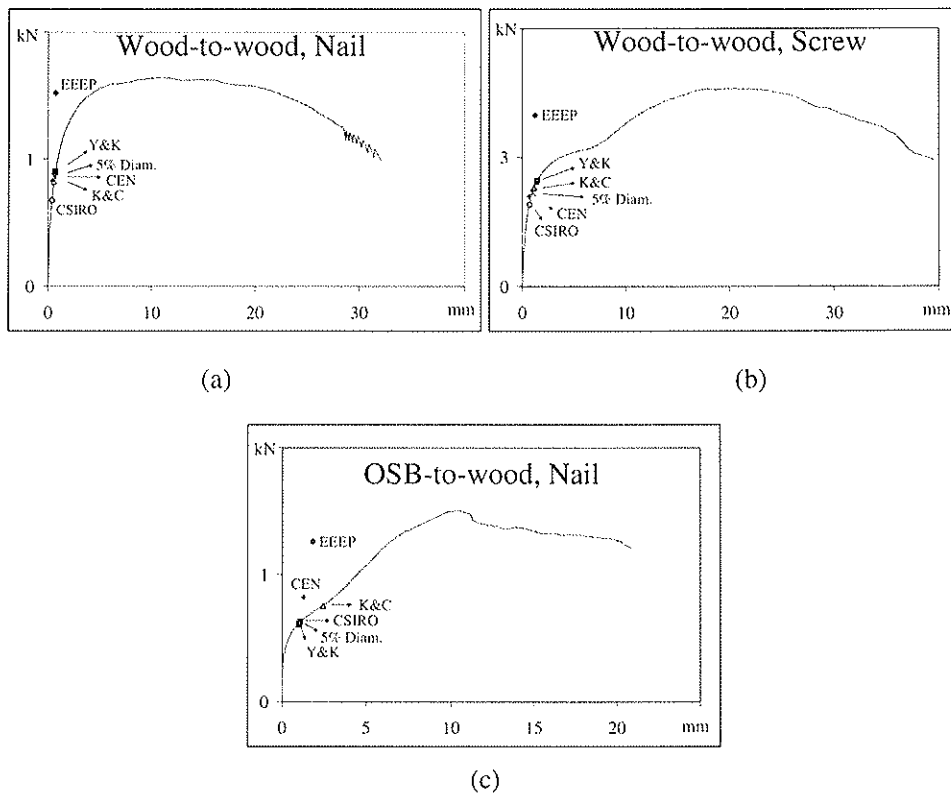 kN
Wood-to-wood, Nail
EEEP
Y&K
5% Diam.
CEN
K&C
CSIRO
1
0
0 10 20 30 mm
(a)
kN
Wood-to-wood, Screw
EEEP
Y&K
K&C
5% Diam.
CEN
CSIRO
3
0
0 10 20 30 mm
(b)
kN
OSB-to-wood, Nail
EEEP
CEN
K&C
CSIRO
5% Diam.
Y&K
1
0
0 5 10 15 20 mm
(c)